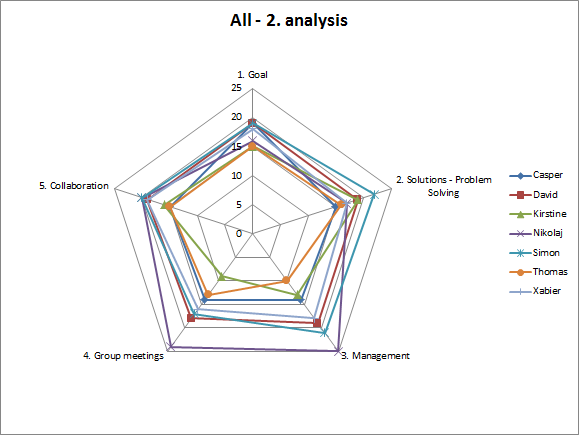 All - 2. analysis
1. Goal
25
20
15
10
5
0
2. Solutions - Problem
Solving
3. Management
4. Group meetings
5. Collaboration
Casper
David
Kirstine
Nikolaj
Simon
Thomas
Xabier